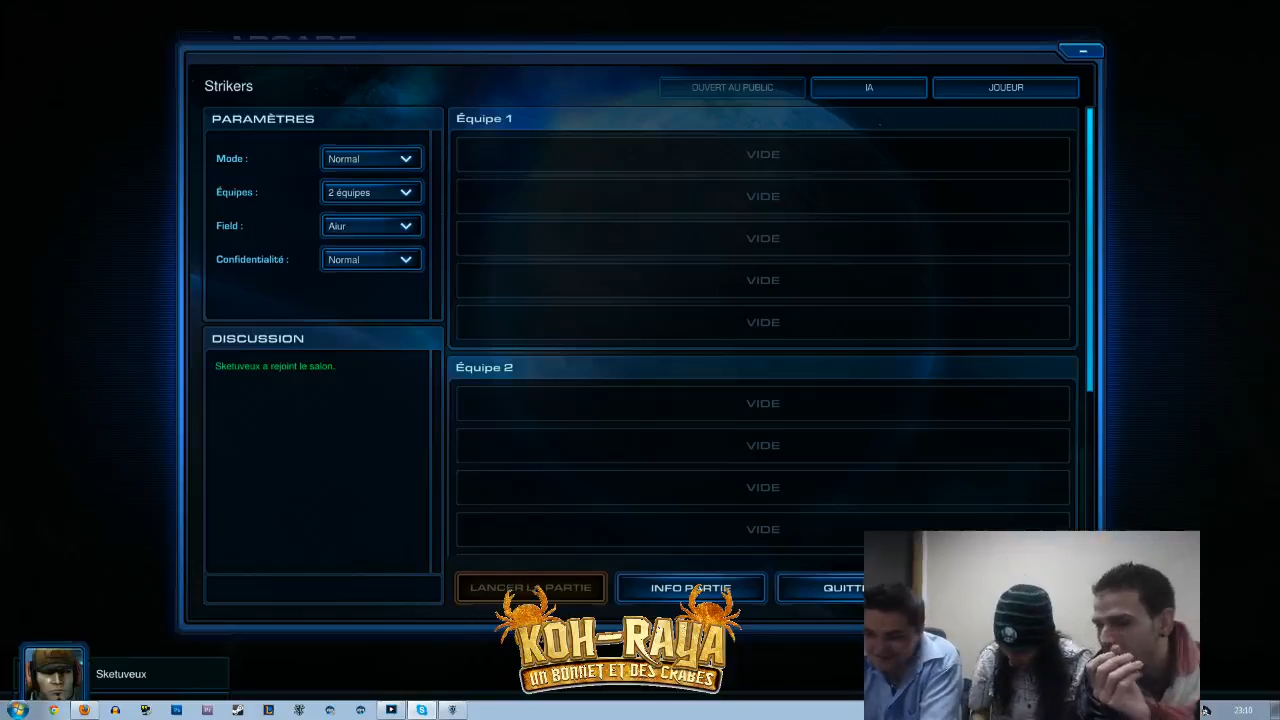 Strikers
OUVERT AU PUBLIC
IA
JOUEUR
PARAMÈTRES
Mode :
Normal
Équipes :
2 équipes
Field :
Aiur
Confidentialité :
Normal
DISCUSSION
Sketuveux a rejoint le salon.
Équipe 1
VIDE
VIDE
VIDE
VIDE
VIDE
Équipe 2
VIDE
VIDE
VIDE
VIDE
LANCER LA PARTIE
INFO PARTIE
QUITT
KOH-RAYA
UN BONNET ET DES CRABES
Sketuveux
23:10